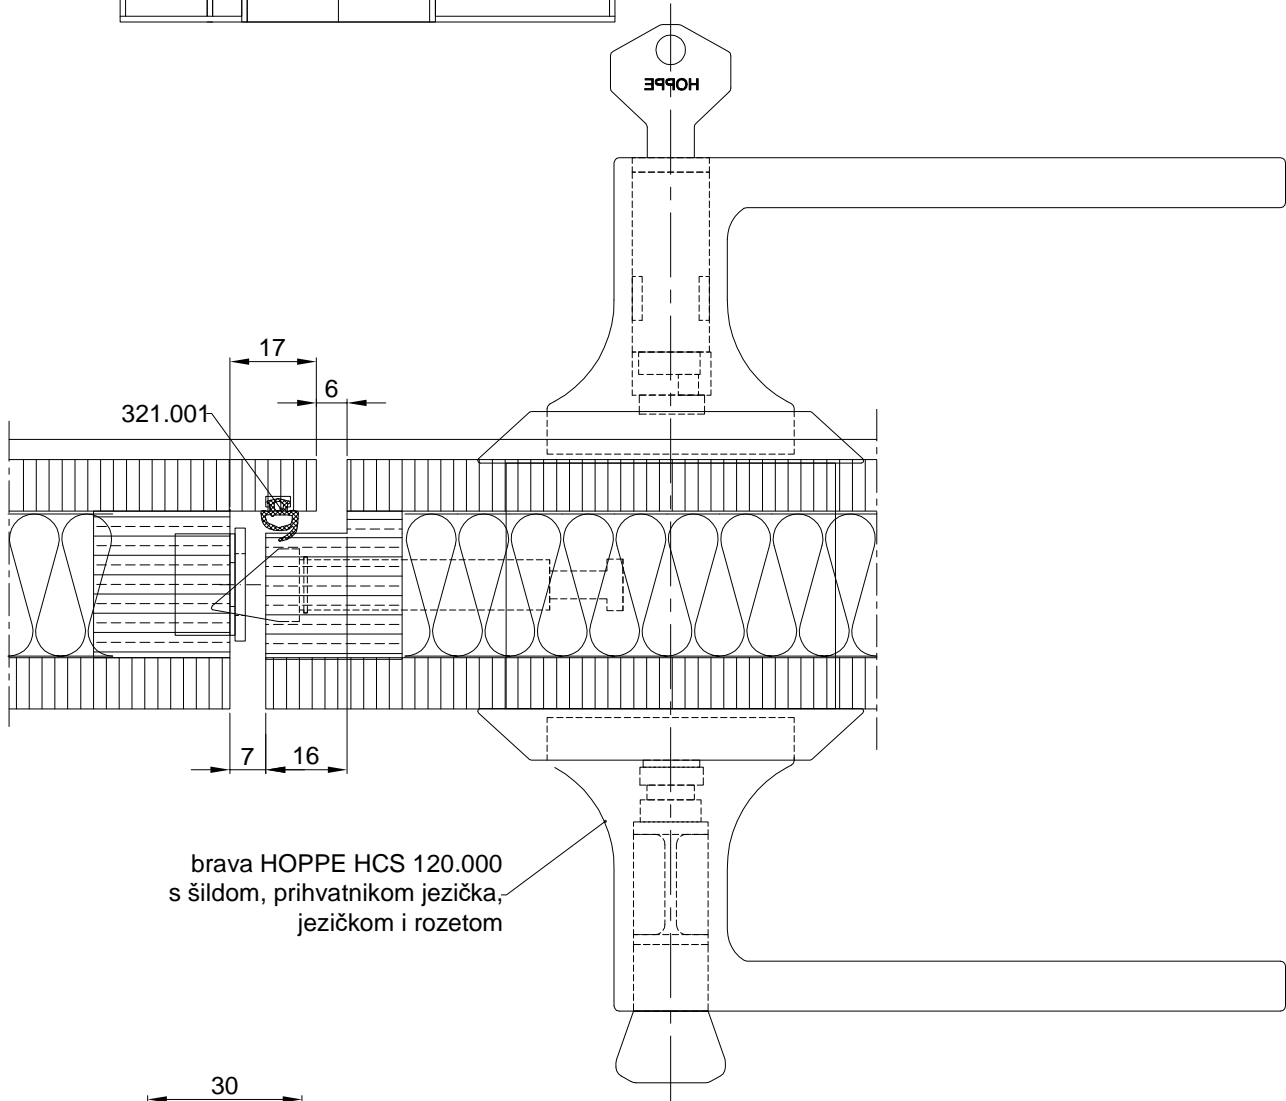 HOPPE
17
6
321.001
7
16
brava HOPPE HCS 120.000
s šildom, prihvatnikom jezička,
jezičkom i rozetom
30